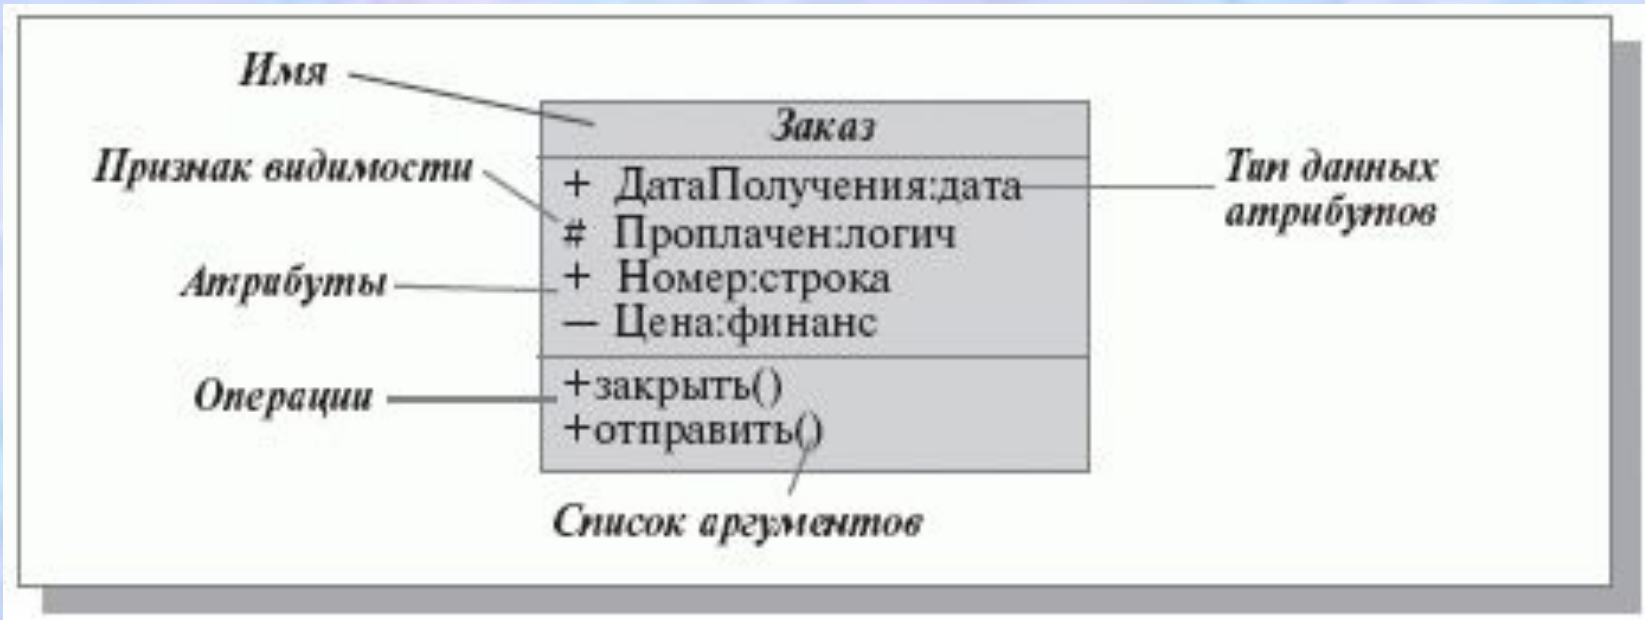 Имя
Признак видимости
Атрибуты
Операции
Заказ
+ ДатаПолучения:дата
# Проплачен:логич
+ Номер:строка
— Цена:финанс
+закрыть()
+отправить()
Тип данных
атрибутов
Список аргументов